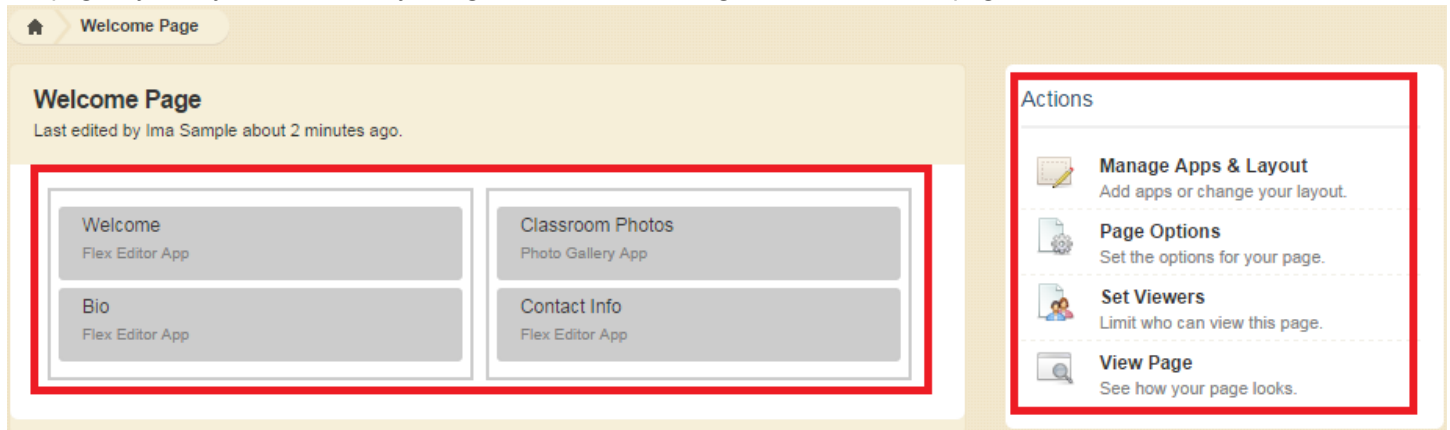 Welcome Page
Welcome Page
Last edited by Ima Sample about 2 minutes ago.
Welcome
Flex Editor App
Bio
Flex Editor App
Classroom Photos
Photo Gallery App
Contact Info
Flex Editor App
Actions
Manage Apps & Layout
Add apps or change your layout.
Page Options
Set the options for your page.
Set Viewers
Limit who can view this page.
View Page
See how your page looks.